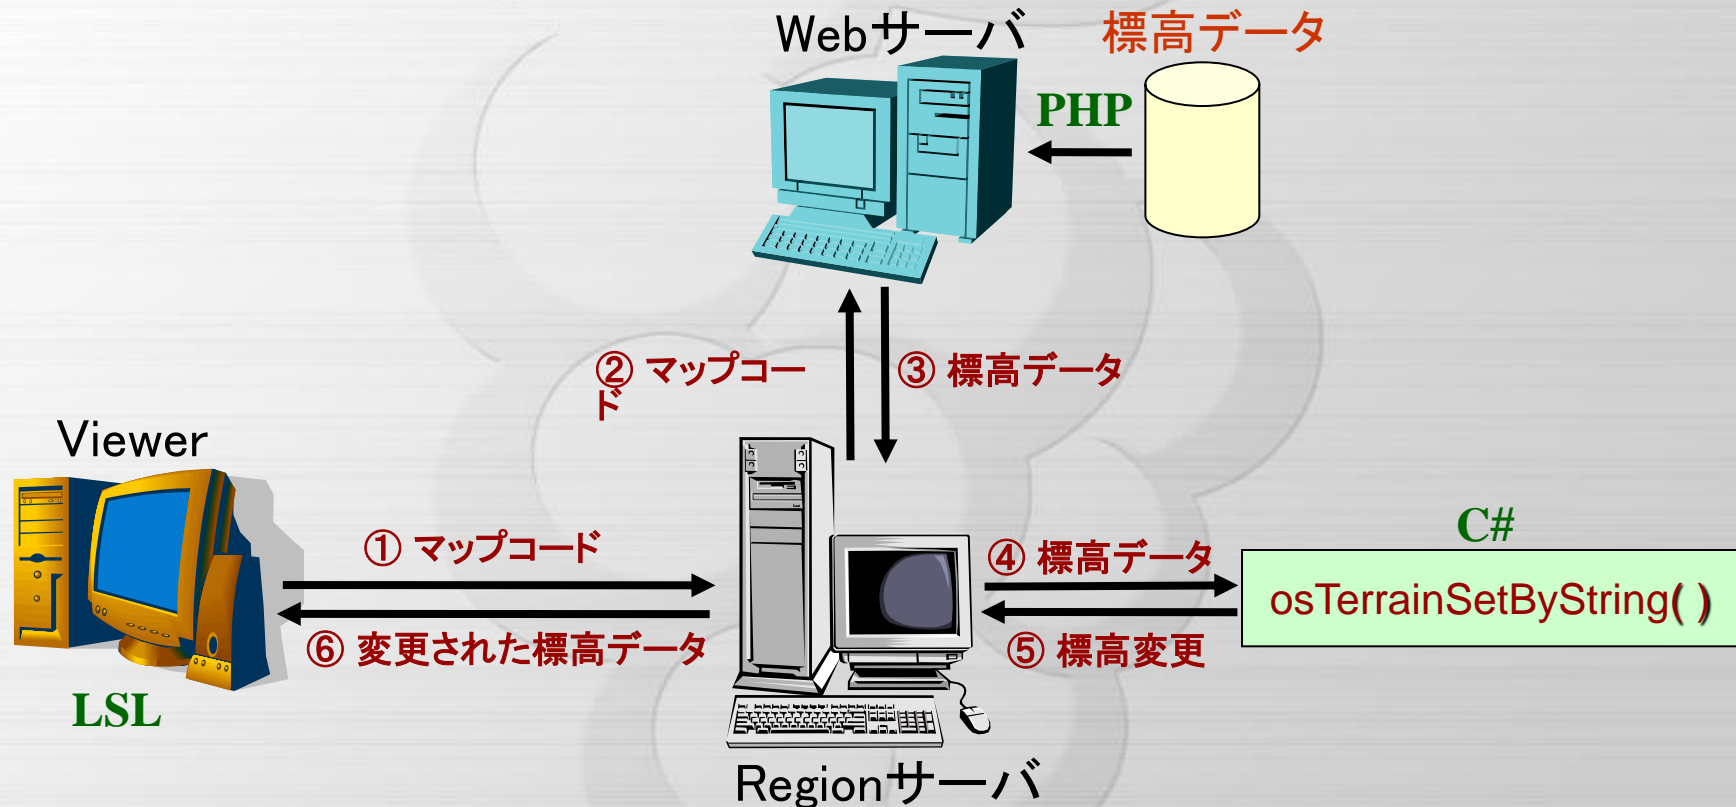 Webサーバ
標高データ
PHP
② マップコー
ド
③ 標高データ
Viewer
① マップコード
⑥ 変更された標高データ
LSL
④ 標高データ
⑤ 標高変更
C#
osTerrainSetByString( )
Regionサーバ